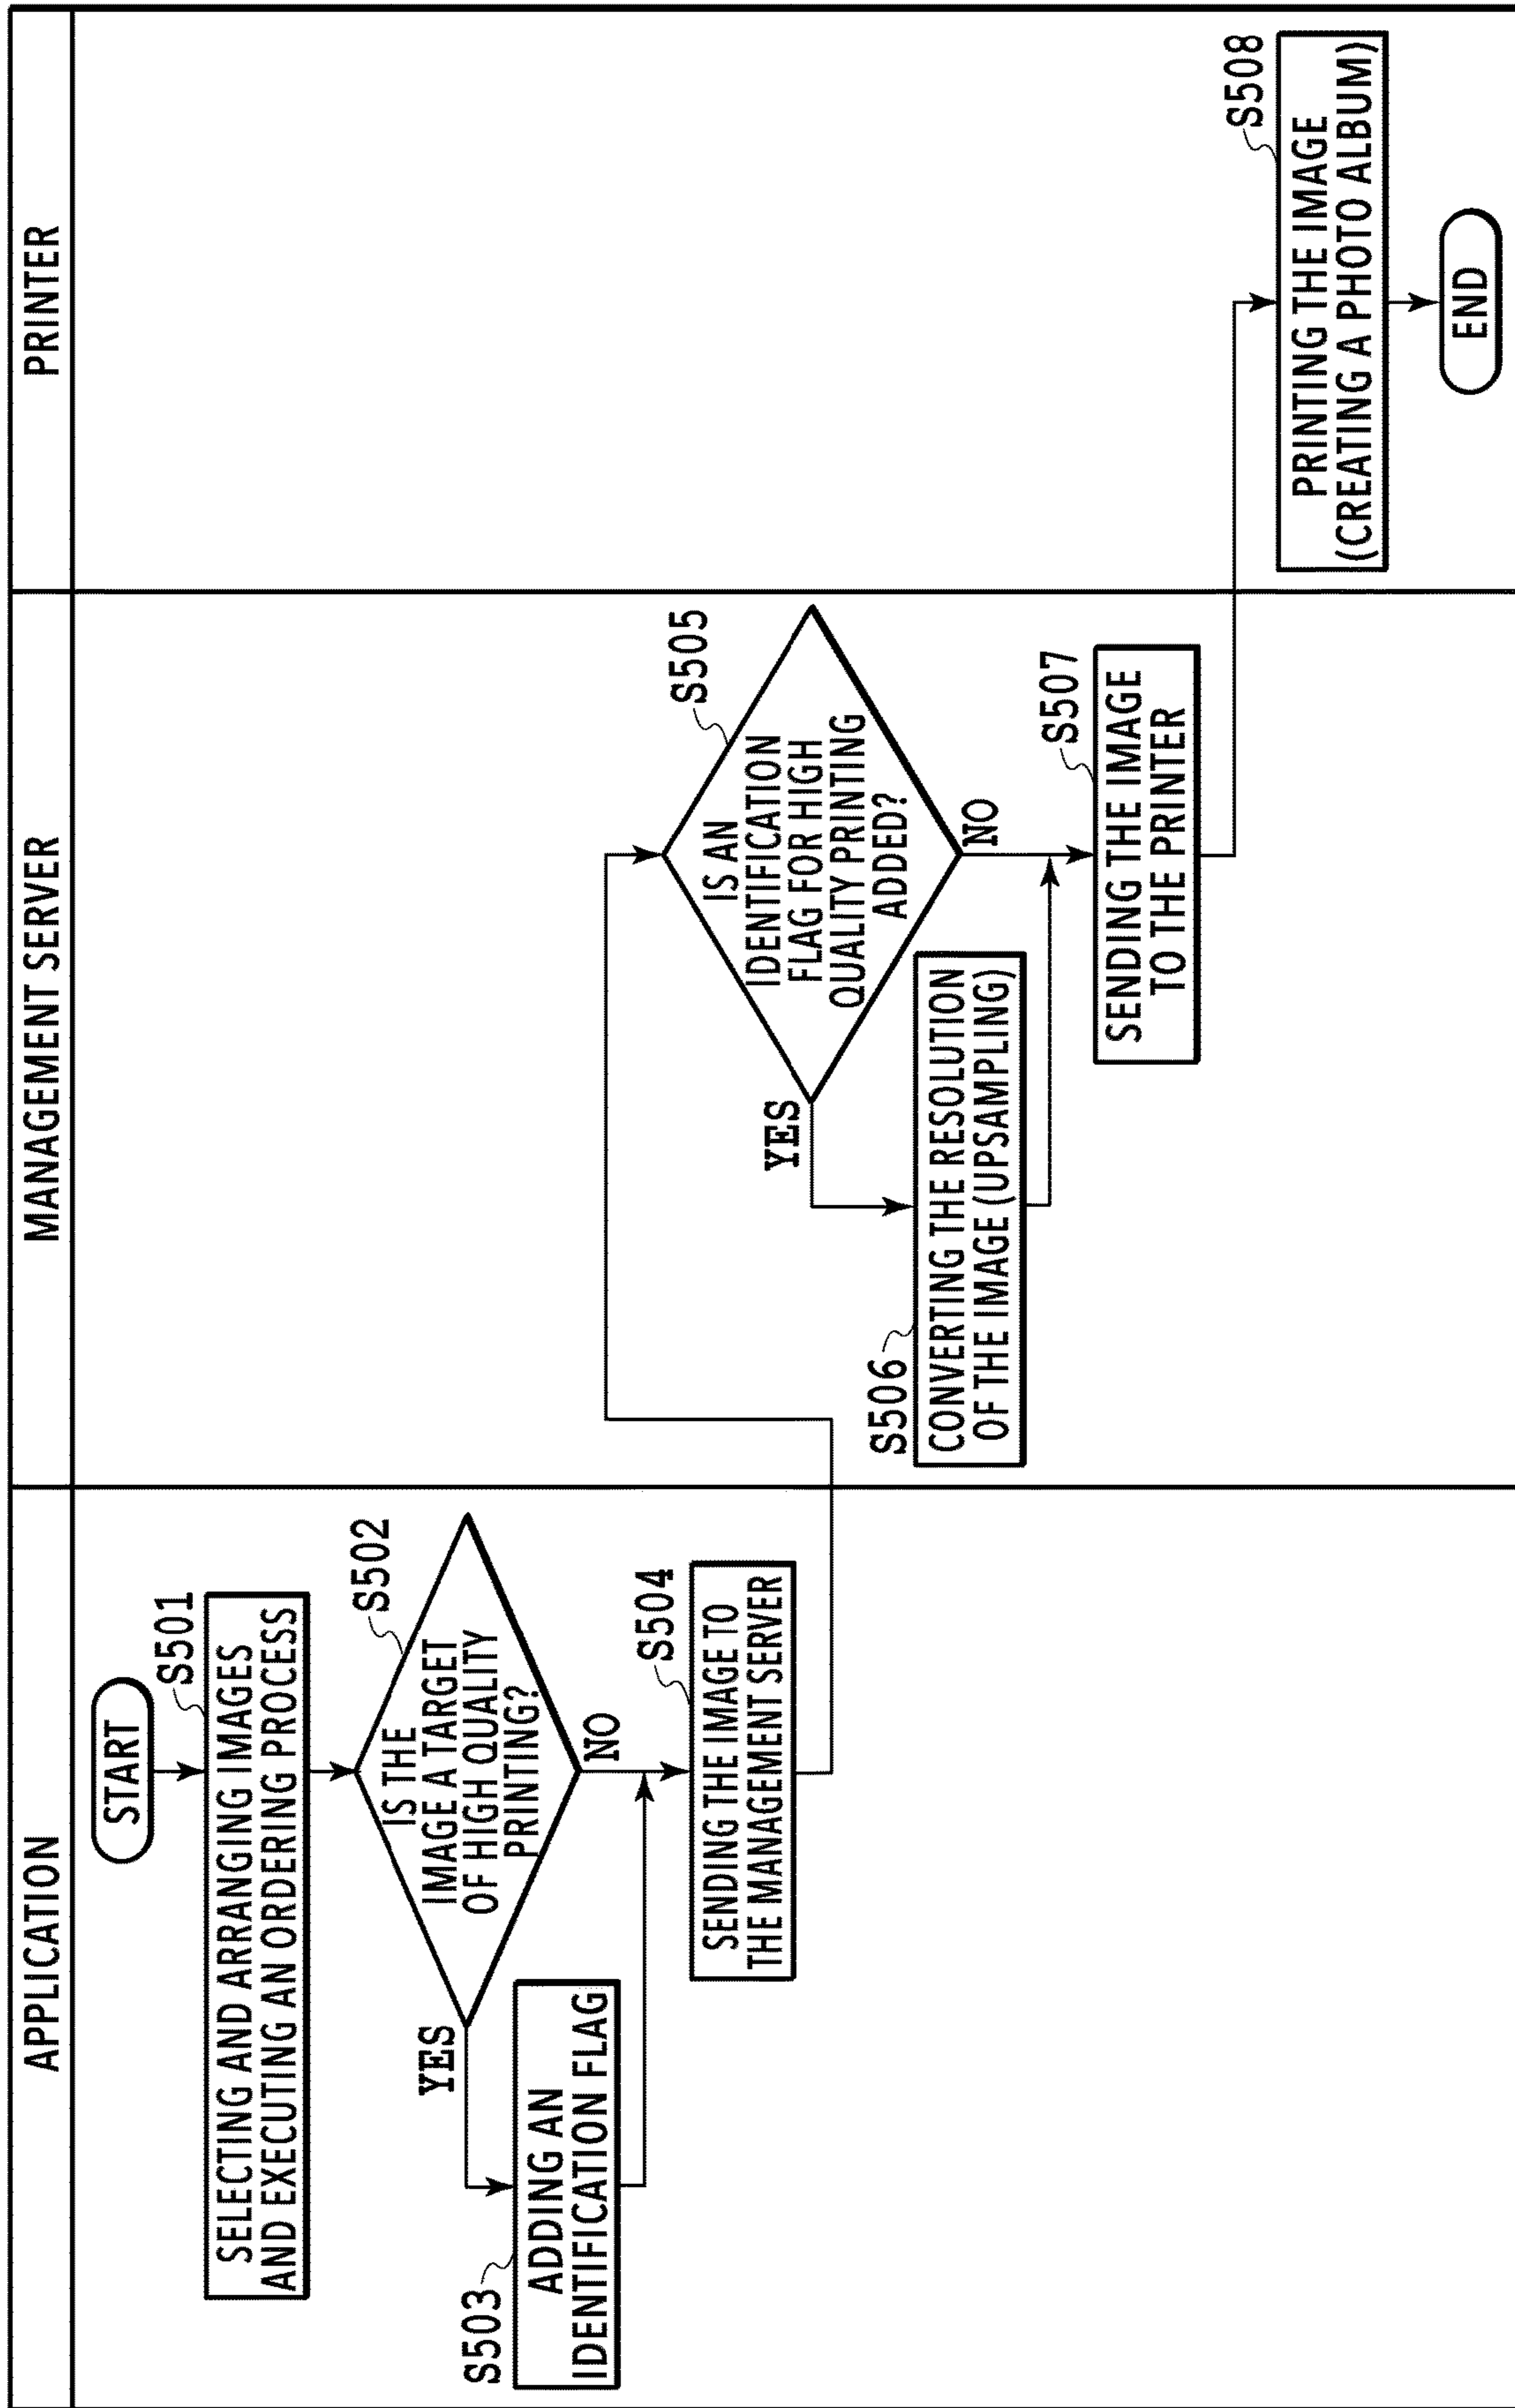 APPLICATION
MANAGEMENT SERVER
PRINTER
START
S501
SELECTING AND ARRANGING IMAGES
AND EXECUTING AN ORDERING PROCESS
S502
IS THE
IMAGE A TARGET
OF HIGH QUALITY
PRINTING?
YES
NO
S503
ADDING AN
IDENTIFICATION FLAG
S504
SENDING THE IMAGE TO
THE MANAGEMENT SERVER
S505
IS AN
IDENTIFICATION
FLAG FOR HIGH
QUALITY PRINTING
ADDED?
YES
NO
S506
CONVERTING THE RESOLUTION
OF THE IMAGE (UPSAMPLING)
S507
SENDING THE IMAGE
TO THE PRINTER
S508
PRINTING THE IMAGE
(CREATING A PHOTO ALBUM)
END